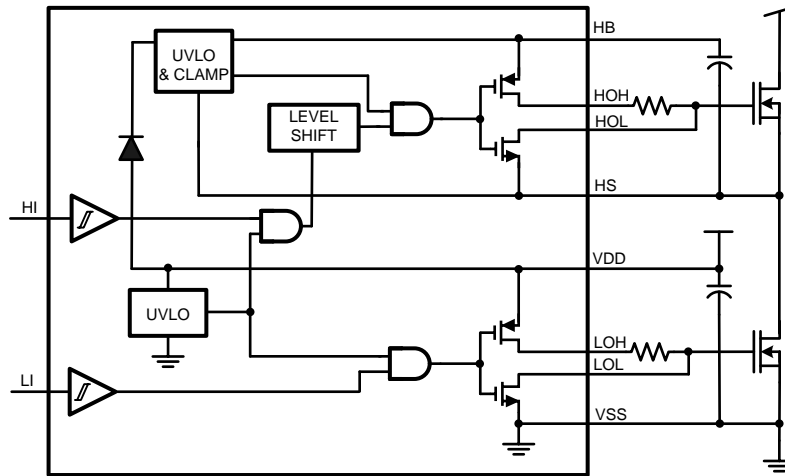 UVLO
& CLAMP
LEVEL
SHIFT
HB
HOH
HOL
HS
HI
VDD
UVLO
LOH
LOL
LI
VSS